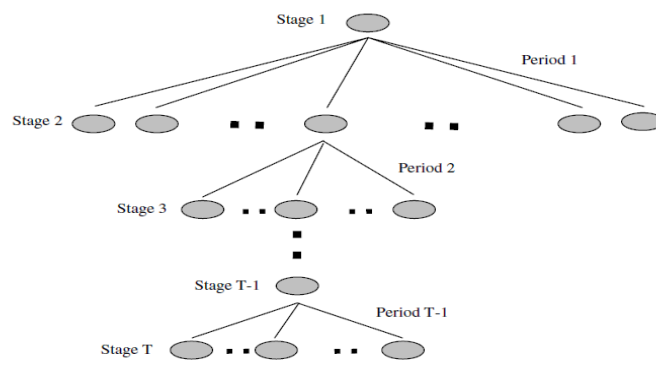 Stage 1
Period 1
Stage 2
Period 2
Stage 3
Stage T-1
Period T-1
Stage T